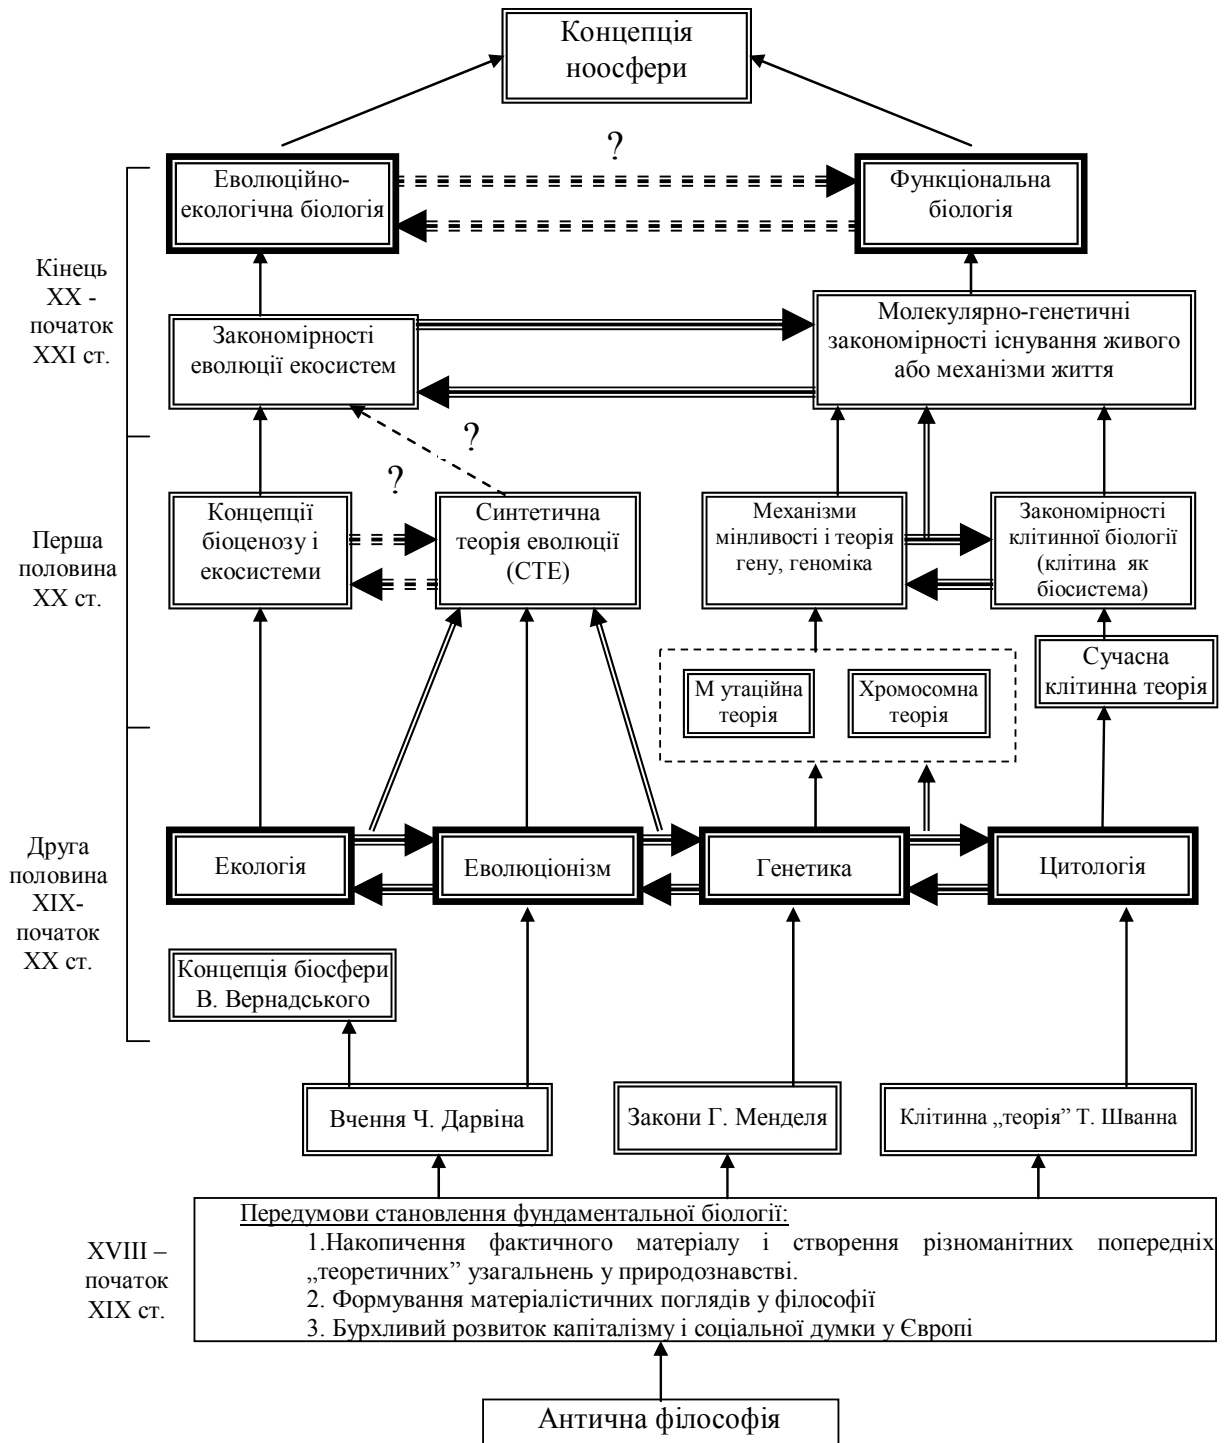 Концепція
ноосфери
?
Еволюційно-
екологічна біологія
Функціональна
біологія
Кінець
XX -
початок
XXI ст.
Закономірності
еволюції екосистем
Молекулярно-генетичні
закономірності існування живого
або механізми життя
?
?
Перша
половина
XX ст.
Концепції
біоценозу і
екосистеми
Синтетична
теорія еволюції
(СТЕ)
Механізми
мінливості і теорія
гену, геноміка
Закономірності
клітинної біології
(клітина як
біосистема)
Сучасна
клітинна теорія
М утаційна
теорія
Хромосомна
теорія
Друга
половина
XIX-
початок
XX ст.
Екологія
Еволюціонізм
Генетика
Цитологія
Концепція біосфери
В. Вернадського
Вчення Ч. Дарвіна
Закони Г. Менделя
Клітинна „теорія” Т. Шванна
XVIII –
початок
XIX ст.
Передумови становлення фундаментальної біології:
1.Накопичення фактичного матеріалу і створення різноманітних попередніх
„теоретичних” узагальнень у природознавстві.
2. Формування матеріалістичних поглядів у філософії
3. Бурхливий розвиток капіталізму і соціальної думки у Європі
Антична філософія